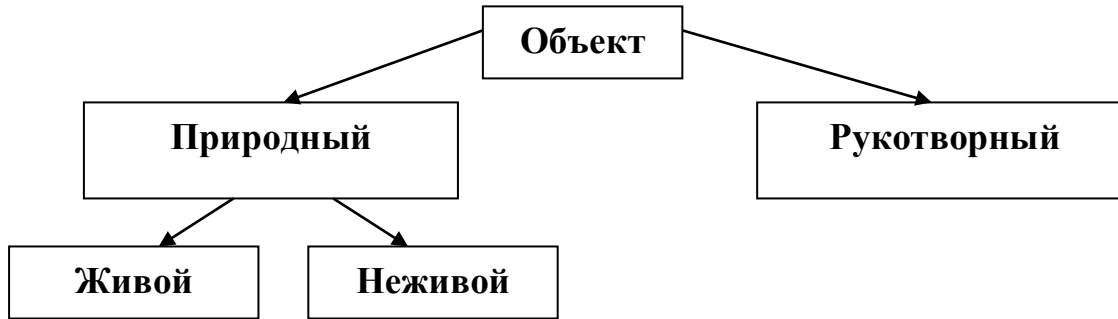 Объект
Природный
Рукотворный
Живой
Неживой